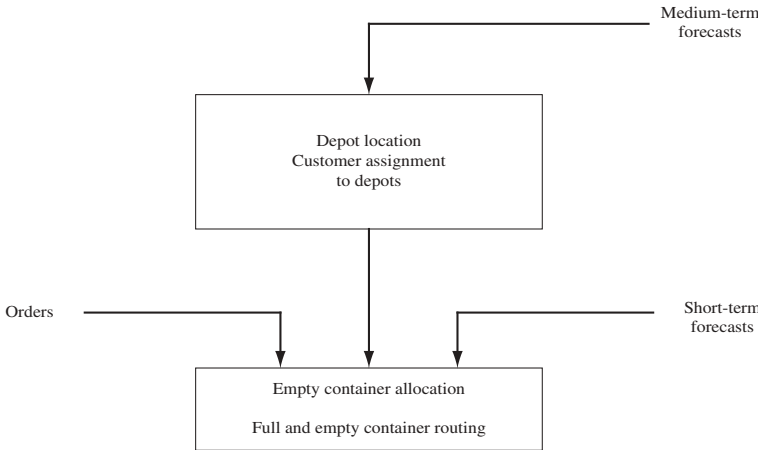 Medium-term
forecasts
Depot location
Customer assignment
to depots
Orders
Short-term
forecasts
Empty container allocation
Full and empty container routing